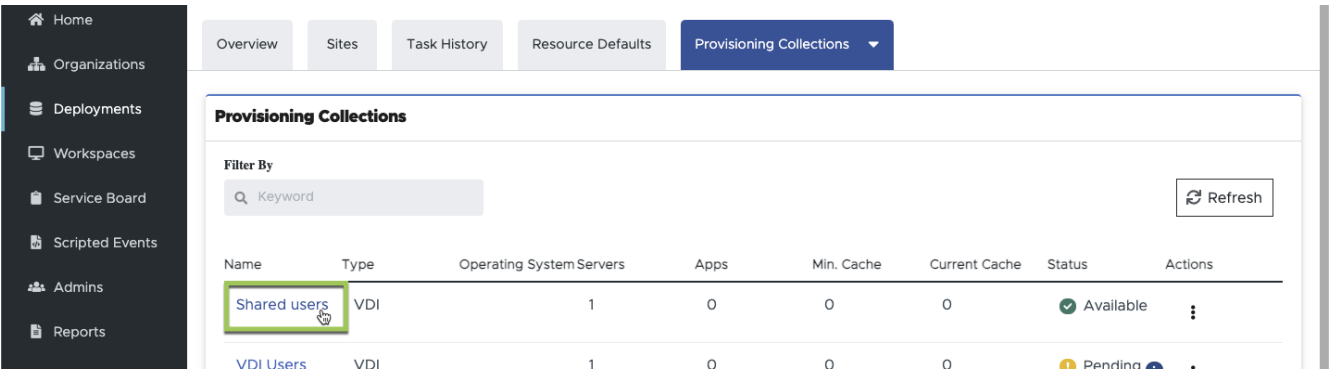 Home
Organizations
Deployments
Workspaces
Service Board
Scripted Events
Admins
Reports
Overview Sites Task History Resource Defaults Provisioning Collections
Provisioning Collections
Filter By
Keyword
Refresh
Name Type Operating System Servers Apps Min. Cache Current Cache Status Actions
Shared users VDI 1 0 0 0 Available
VDI Users VDI 1 0 0 0 Pending